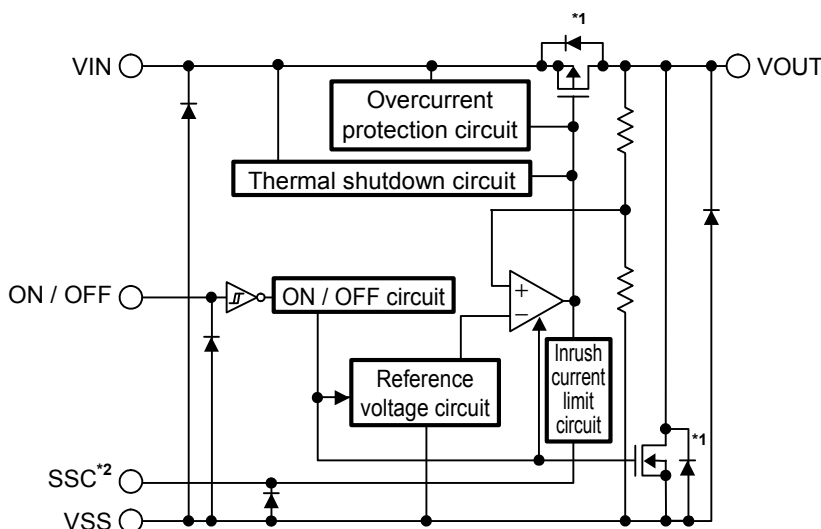 *1
VIN
VOUT
Overcurrent
protection circuit
Thermal shutdown circuit
+
−
ON / OFF
ON / OFF circuit
Inrush
current
limit
circuit
Reference
voltage circuit
*1
SSC*2
VSS